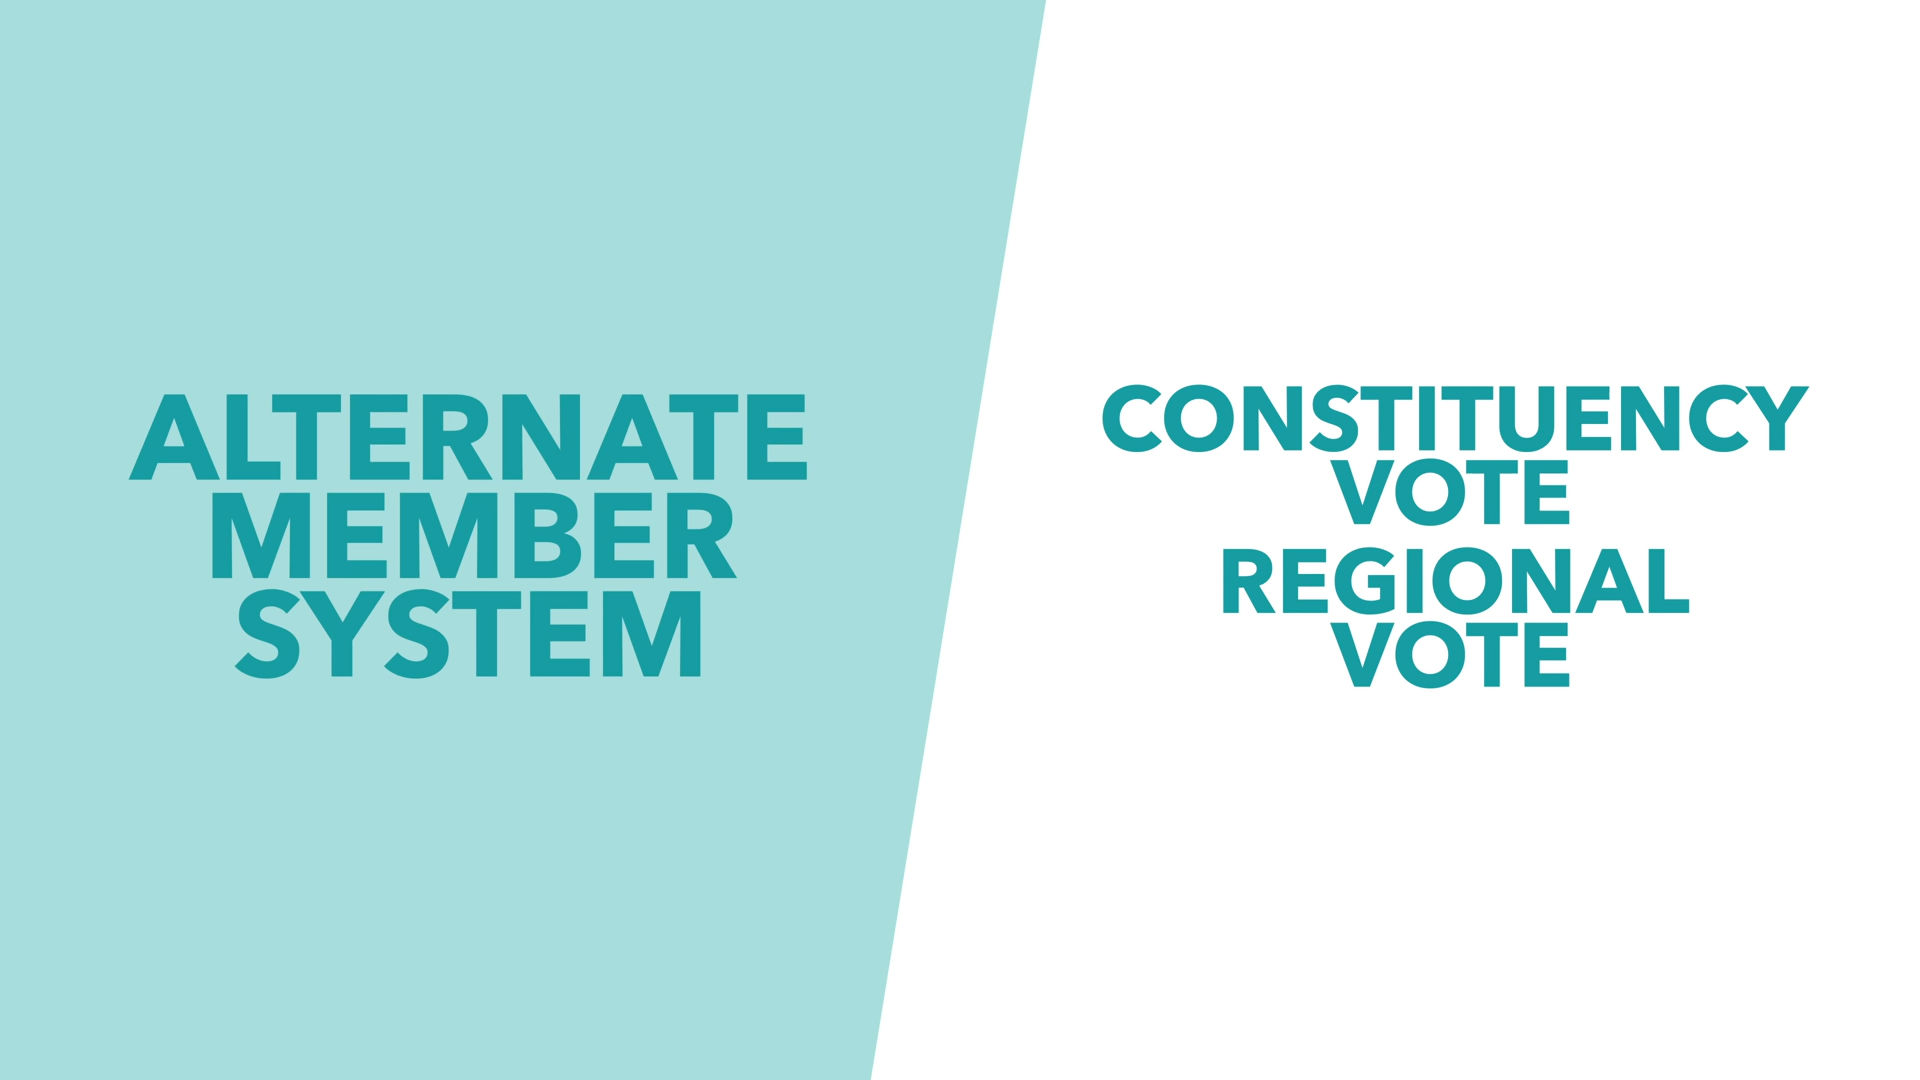 ALTERNATE
MEMBER
SYSTEM
CONSTITUENCY
VOTE
REGIONAL
VOTE